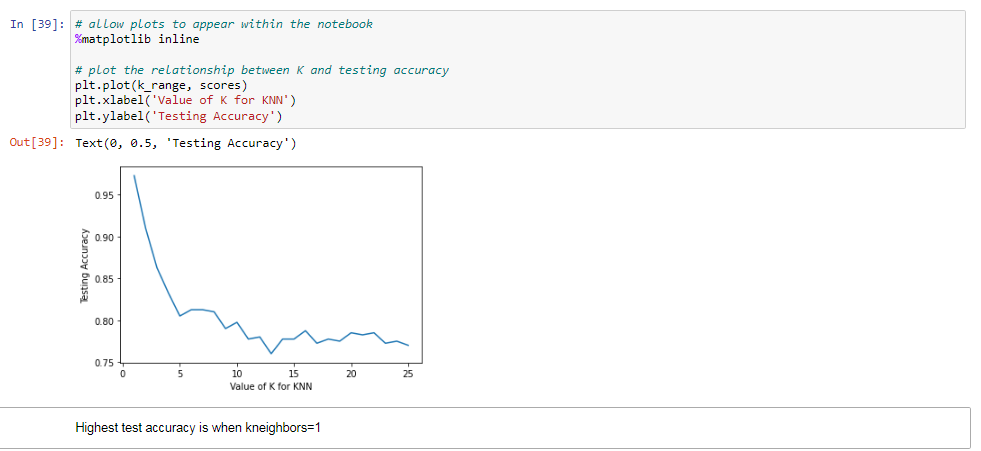 In [39]: # allow plots to appear within the notebook
%matplotlib inline
# plot the relationship between K and testing accuracy
plt.plot(k_range, scores)
plt.xlabel('Value of K for KNN')
plt.ylabel('Testing Accuracy')
Out[39]: Text(0, 0.5, 'Testing Accuracy')
0.95
0.90
0.85
0.80
0.75
Testing Accuracy
0 5 10 15 20 25
Value of K for KNN
Highest test accuracy is when kneighbors=1